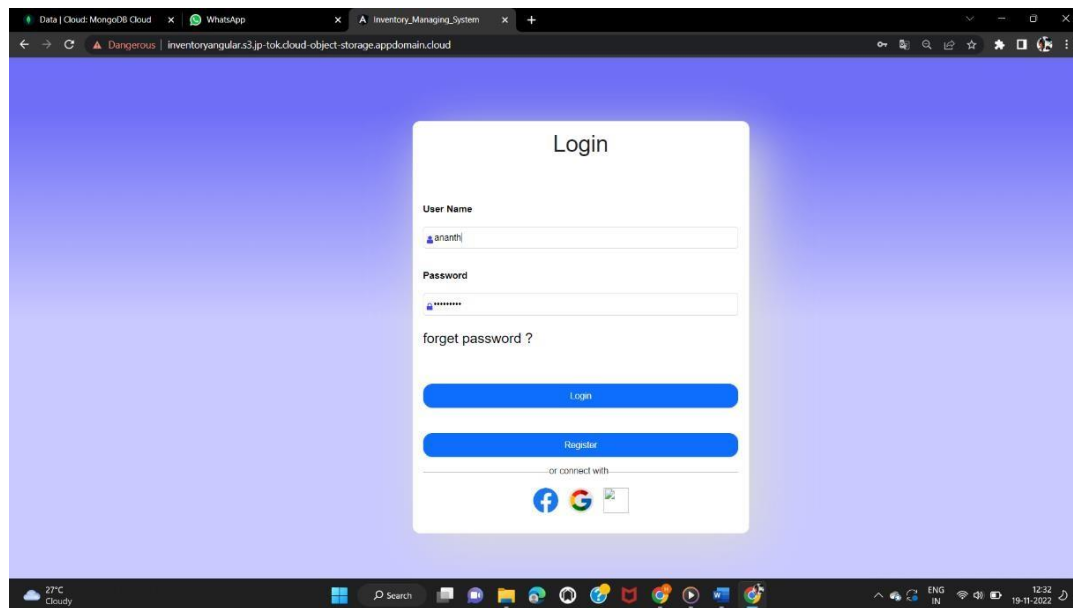 Data | Cloud: MongoDB Cloud
WhatsApp
Inventory_Managing_System
Dangerous
inventoryangular.s3.jp-tok.cloud-object-storage.appdomain.cloud
Login
User Name
ananth
Password
•••••••••
forget password ?
Login
Register
or connect with
27°C
Cloudy
Search
ENG
IN
12:32
19-11-2022